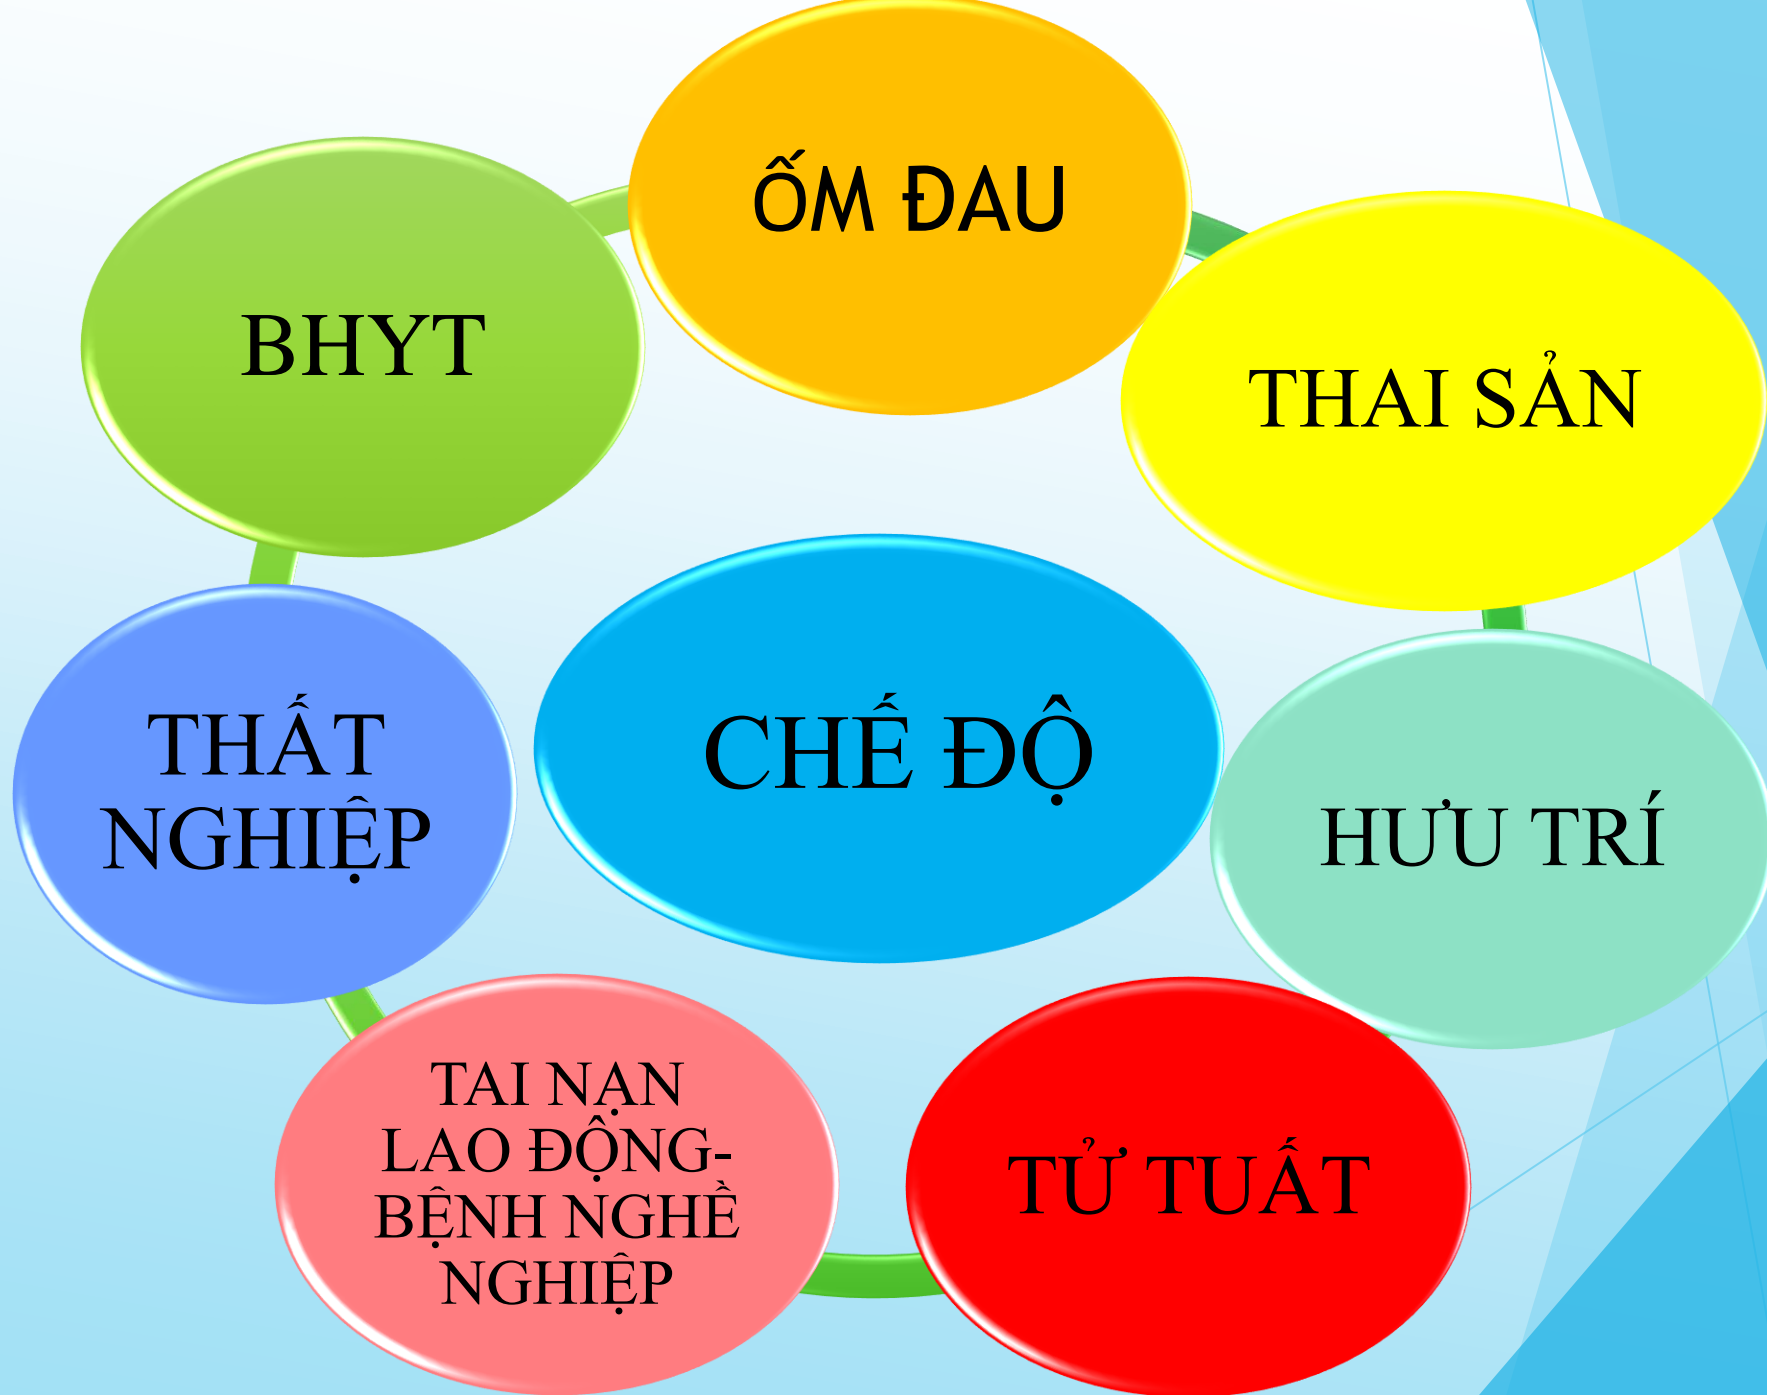 ỐM ĐAU
BHYT
THAI SẢN
THẤT
NGHIỆP
CHẾ ĐỘ
HƯU TRÍ
TAI NẠN
LAO ĐỘNG-
BỆNH NGHỀ
NGHIỆP
TỬ TUẤT